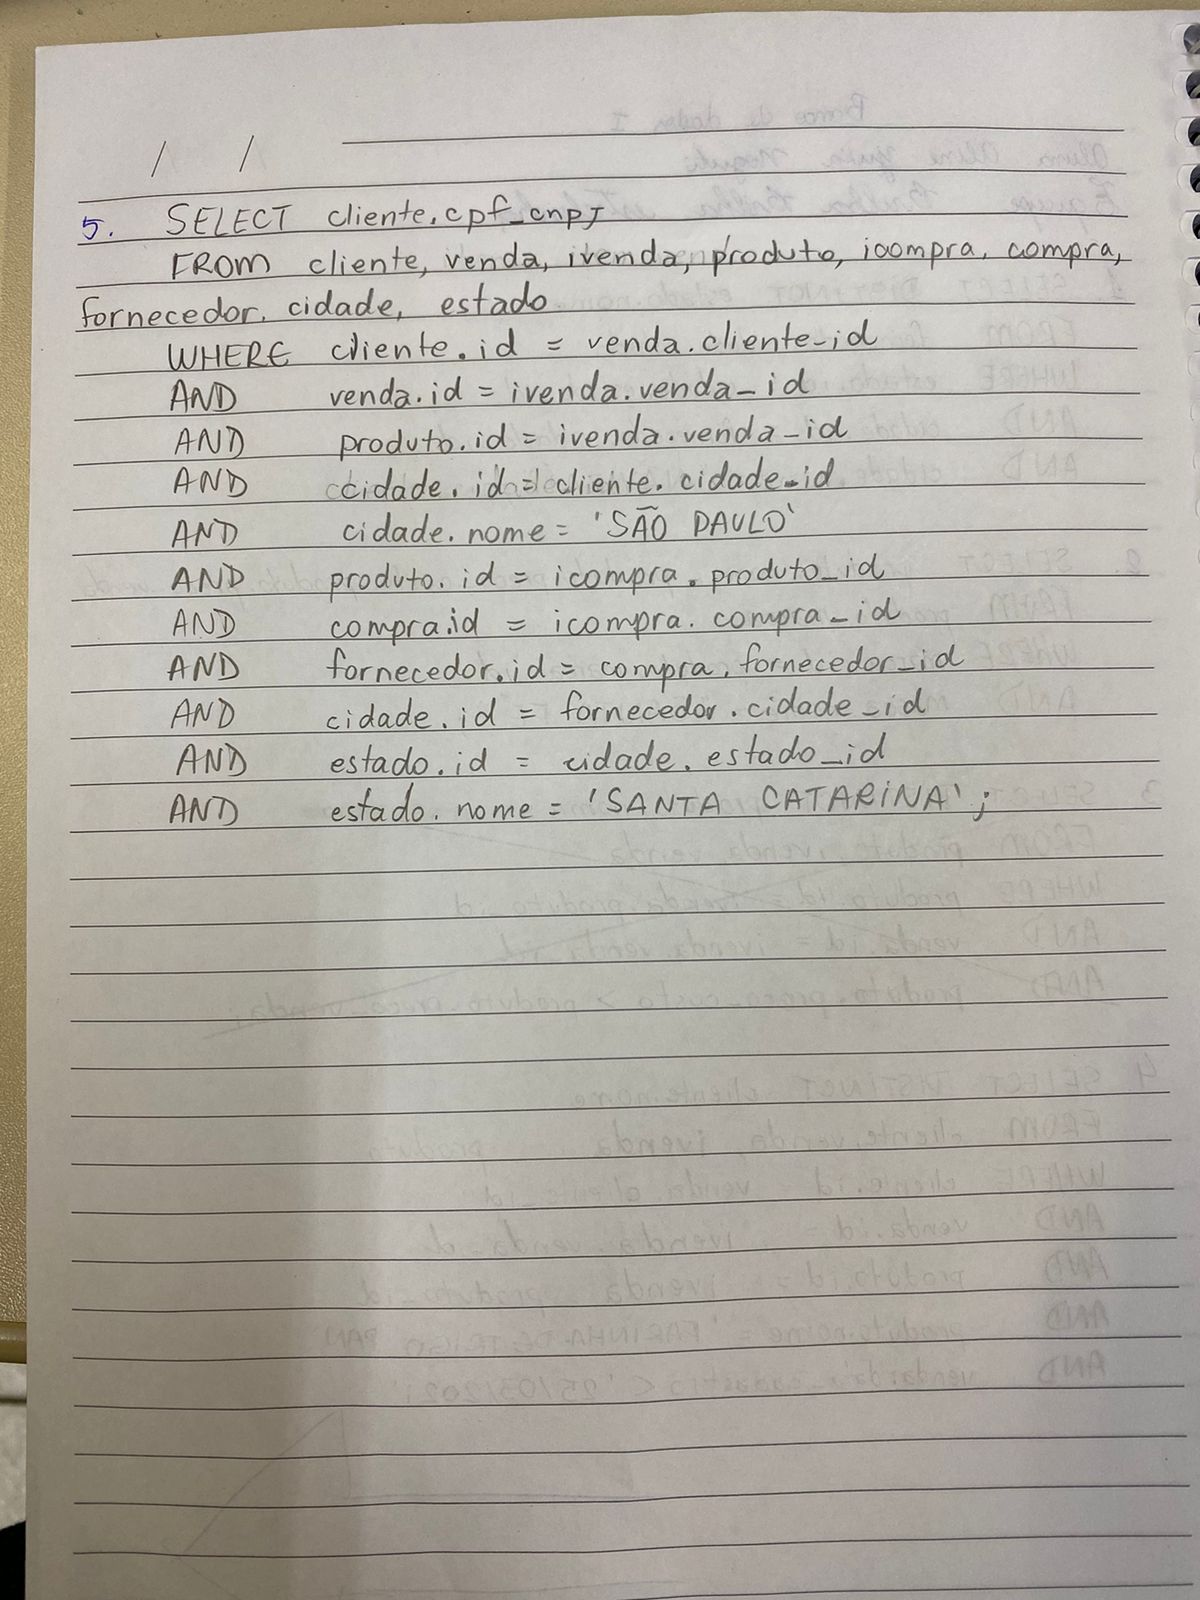 / /
5. SELECT cliente.cpf_cnpj
FROM cliente, venda, ivenda, produto, icompra, compra,
fornecedor, cidade, estado
WHERE cliente.id = venda.cliente_id
AND venda.id = ivenda.venda_id
AND produto.id = ivenda.venda_id
AND cidade.id = cliente.cidade_id
AND cidade.nome = 'SÃO PAULO'
AND produto.id = icompra.produto_id
AND compra.id = icompra.compra_id
AND fornecedor.id = compra.fornecedor_id
AND cidade.id = fornecedor.cidade_id
AND estado.id = cidade.estado_id
AND estado.nome = 'SANTA CATARINA';